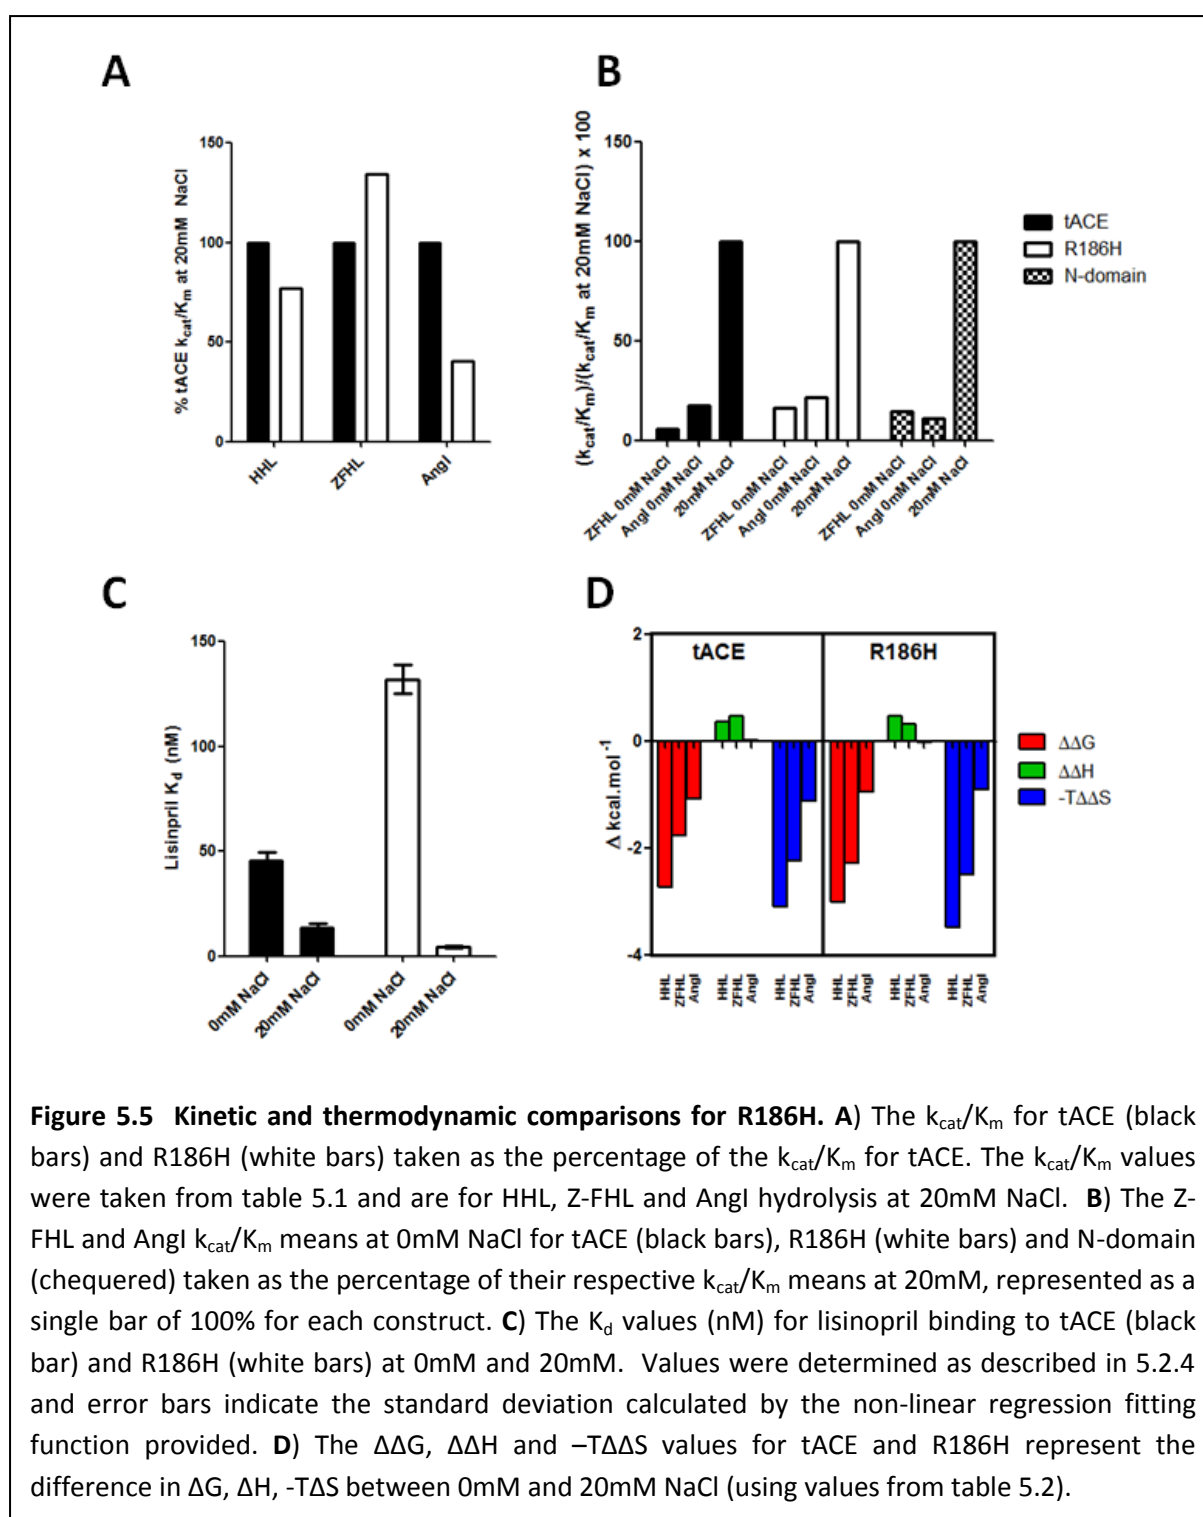 A
% tACE kcat/Km at 20mM NaCl
150
100
50
0
HHL
ZFHL
AngI
B
(kcat/Km)/(kcat/Km at 20mM NaCl) x 100
150
100
50
0
ZFHL 0mM NaCl
AngI 0mM NaCl
20mM NaCl
ZFHL 0mM NaCl
AngI 0mM NaCl
20mM NaCl
ZFHL 0mM NaCl
AngI 0mM NaCl
20mM NaCl
tACE
R186H
N-domain
C
Lisinpril Kd (nM)
150
100
50
0
0mM NaCl
20mM NaCl
0mM NaCl
20mM NaCl
D
Δ kcal.mol⁻¹
2
0
-2
-4
tACE
R186H
HHL
ZFHL
AngI
HHL
ZFHL
AngI
HHL
ZFHL
AngI
HHL
ZFHL
AngI
HHL
ZFHL
AngI
HHL
ZFHL
AngI
ΔΔG
ΔΔH
-TΔΔS
Figure 5.5 Kinetic and thermodynamic comparisons for R186H. A) The kcat/Km for tACE (black
bars) and R186H (white bars) taken as the percentage of the kcat/Km for tACE. The kcat/Km values
were taken from table 5.1 and are for HHL, Z-FHL and AngI hydrolysis at 20mM NaCl. B) The Z-
FHL and AngI kcat/Km means at 0mM NaCl for tACE (black bars), R186H (white bars) and N-domain
(chequered) taken as the percentage of their respective kcat/Km means at 20mM, represented as a
single bar of 100% for each construct. C) The Kd values (nM) for lisinopril binding to tACE (black
bar) and R186H (white bars) at 0mM and 20mM. Values were determined as described in 5.2.4
and error bars indicate the standard deviation calculated by the non-linear regression fitting
function provided. D) The ΔΔG, ΔΔH and –TΔΔS values for tACE and R186H represent the
difference in ΔG, ΔH, -TΔS between 0mM and 20mM NaCl (using values from table 5.2).